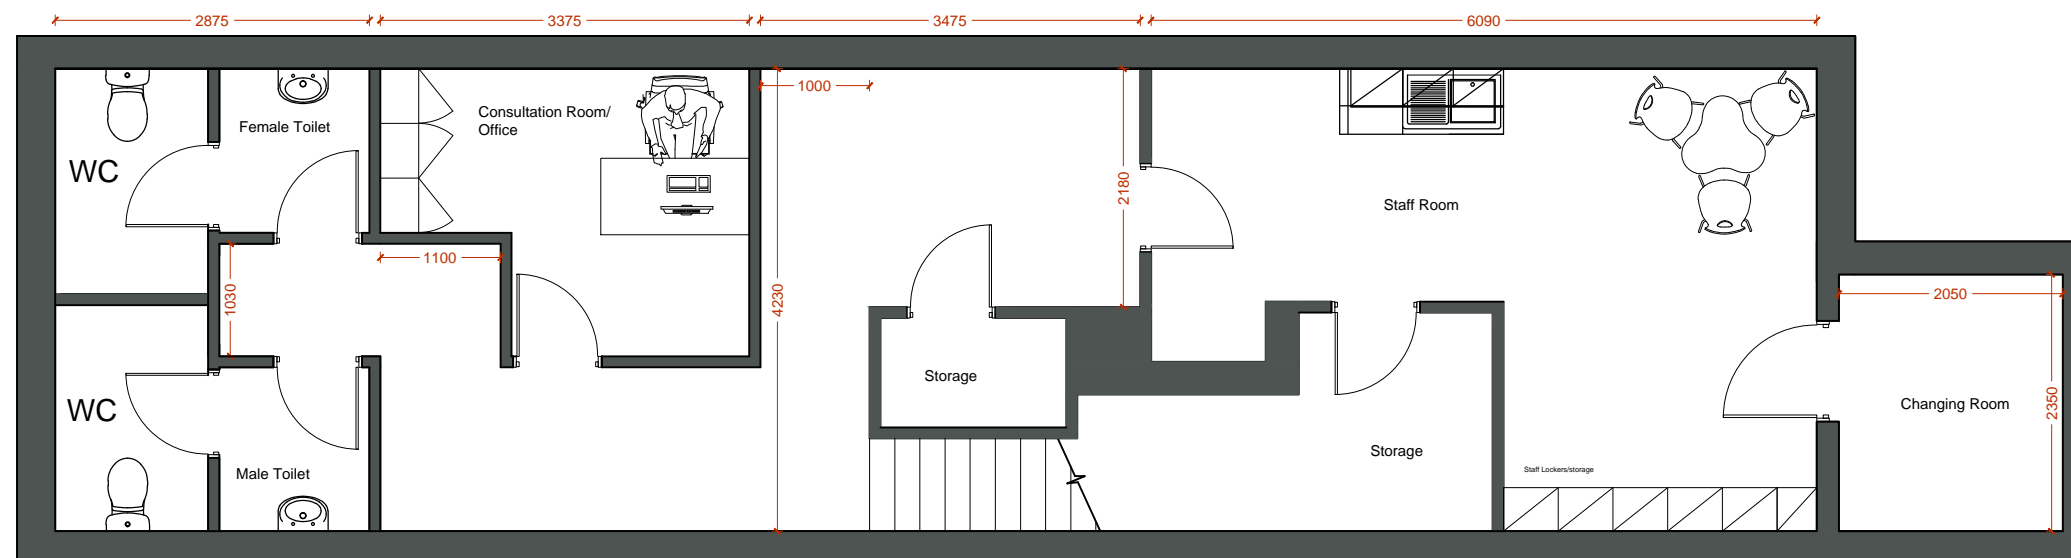 2875
3375
3475
6090
1000
Consultation Room/
Office
Female Toilet
WC
2180
Staff Room
1100
1030
4230
2050
Storage
WC
Changing Room
2350
Storage
Male Toilet
Staff Lockers/storage